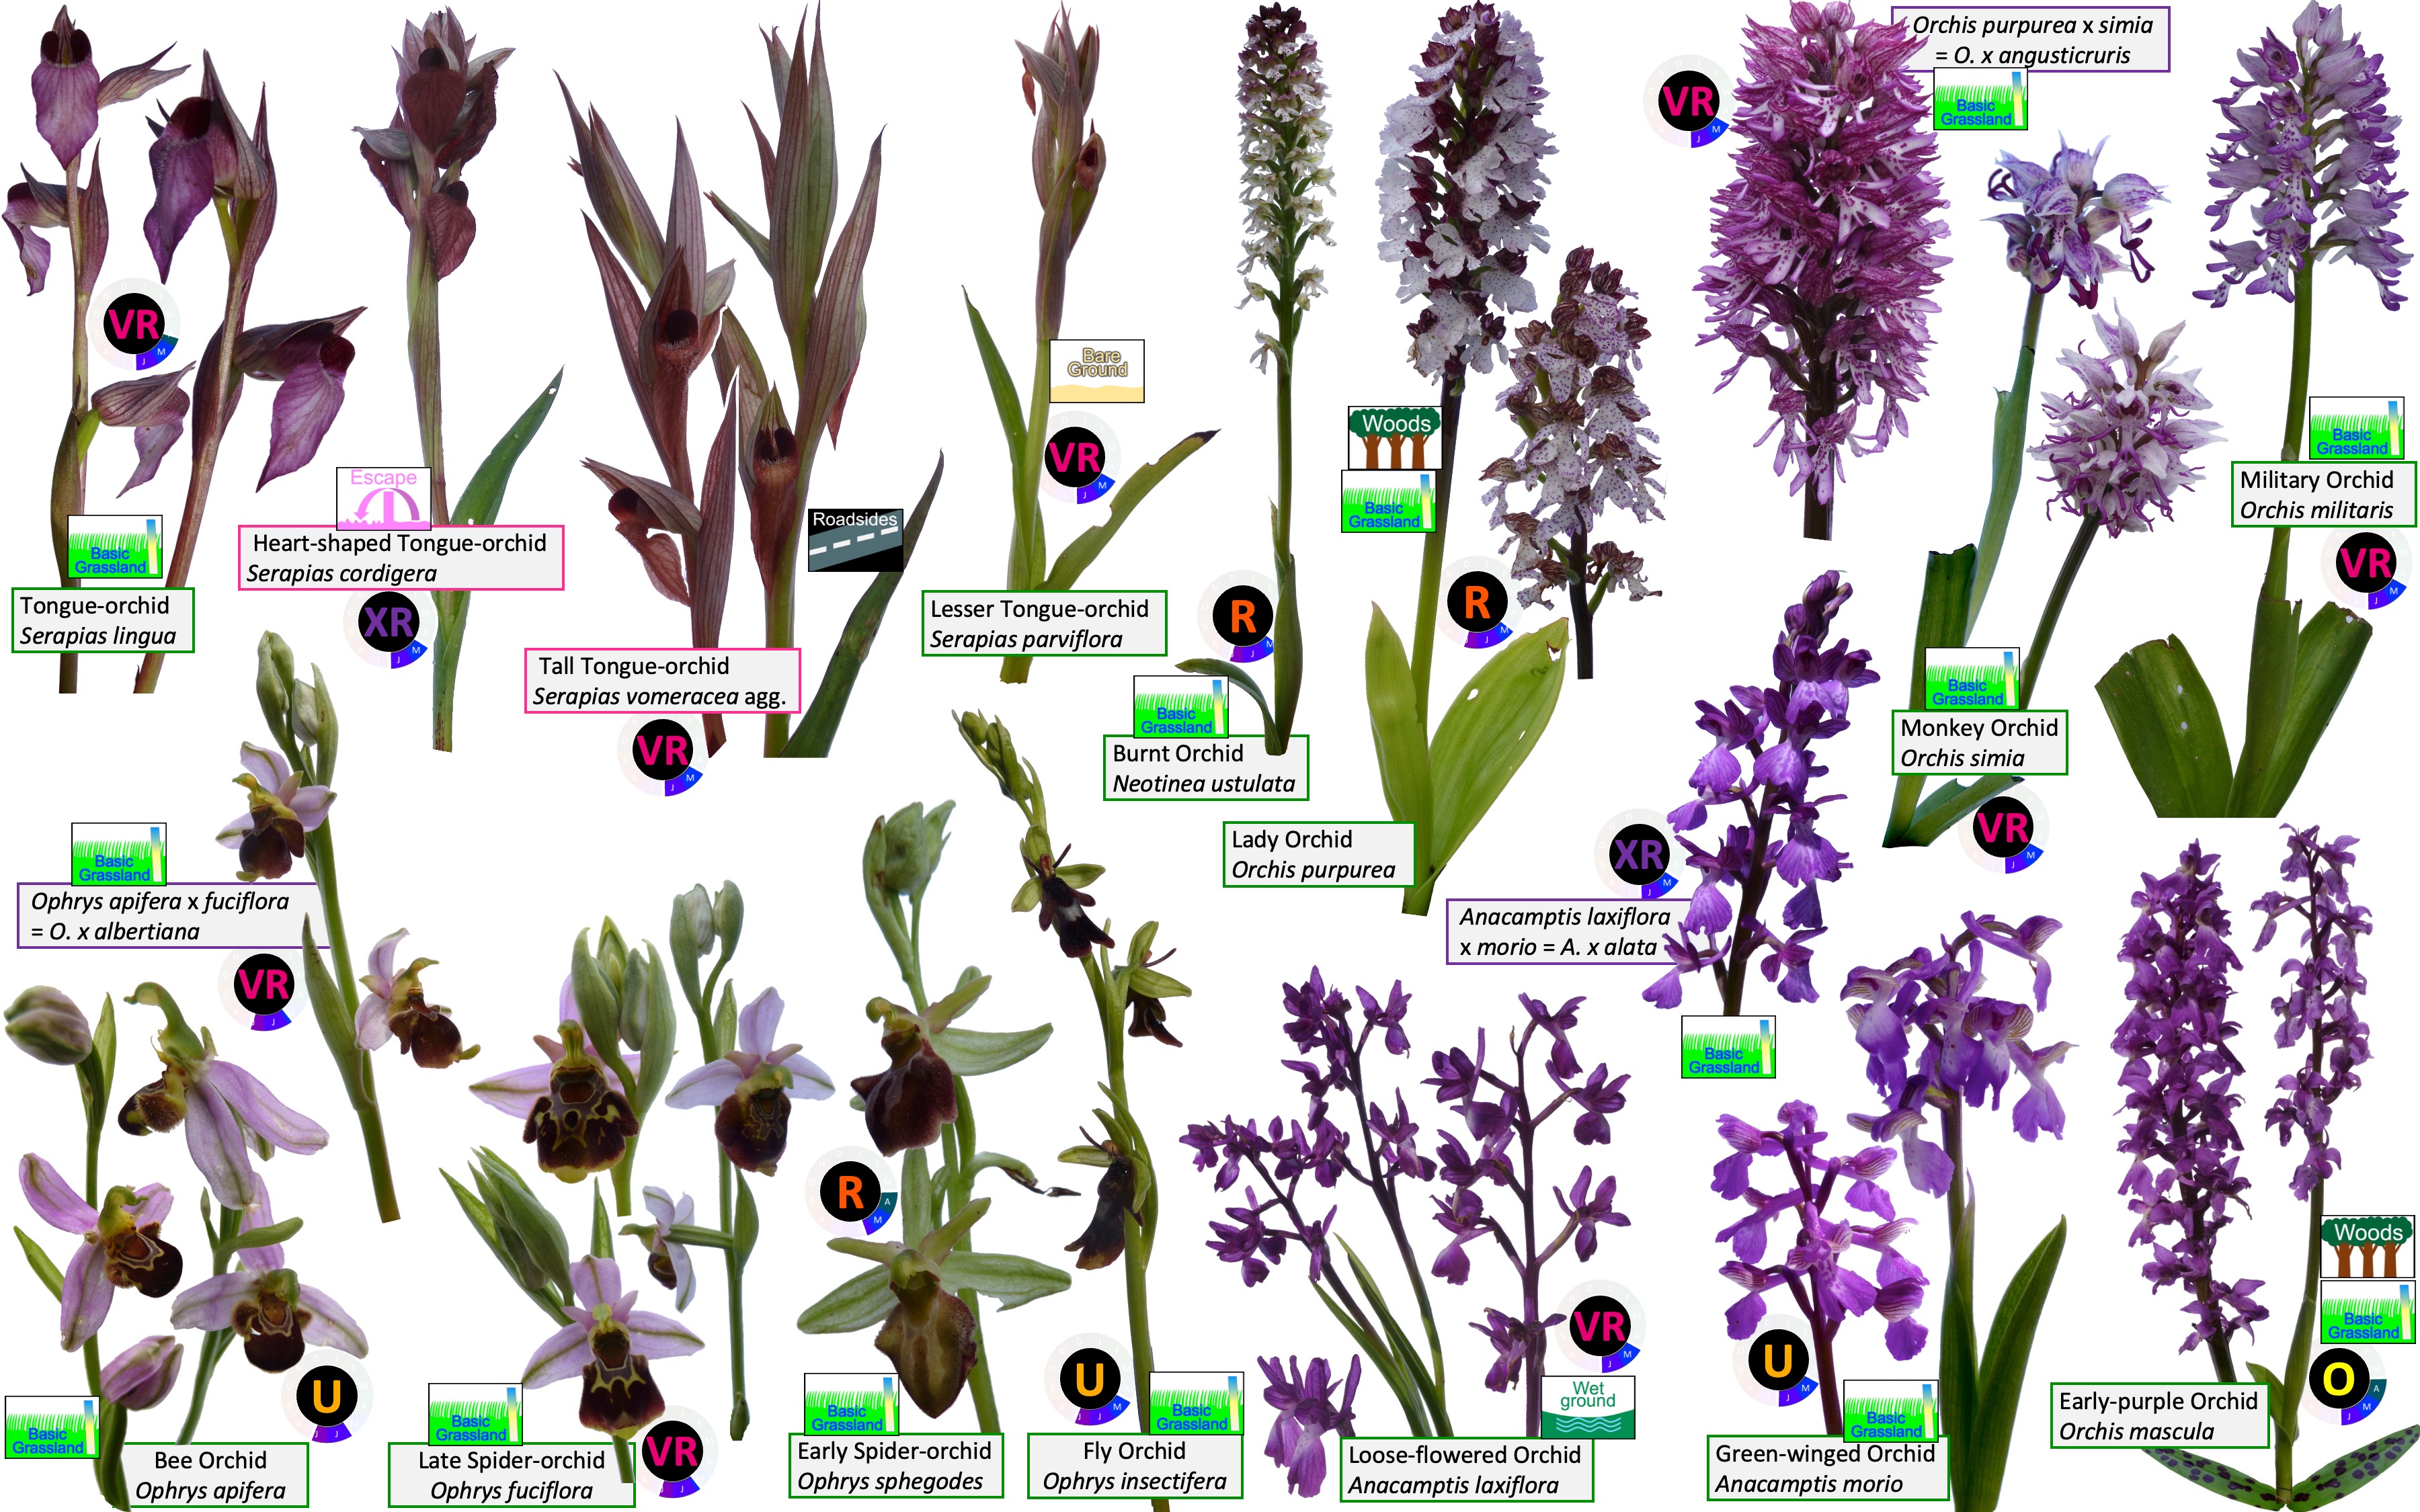 Orchis purpurea x simia
= O. x angusticruris
VR
M
J
Basic
Grassland
VR
M
J
Bare
Ground
VR
M
J
Woods
Basic
Grassland
Basic
Grassland
Military Orchid
Orchis militaris
VR
M
J
Escape
Heart-shaped Tongue-orchid
Serapias cordigera
XR
M
J
Roadsides
Basic
Grassland
Tongue-orchid
Serapias lingua
Lesser Tongue-orchid
Serapias parviflora
R
M
J
R
M
J
J
Tall Tongue-orchid
Serapias vomeracea agg.
VR
M
J
Basic
Grassland
Burnt Orchid
Neotinea ustulata
Basic
Grassland
Monkey Orchid
Orchis simia
VR
M
J
Lady Orchid
Orchis purpurea
XR
M
J
Basic
Grassland
Ophrys apifera x fuciflora
= O. x albertiana
VR
J
J
Anacamptis laxiflora
x morio = A. x alata
Basic
Grassland
R
A
M
Woods
Basic
Grassland
VR
M
J
Wet
ground
U
M
J
Basic
Grassland
O
A
M
J
Early-purple Orchid
Orchis mascula
U
J
J
Basic
Grassland
Bee Orchid
Ophrys apifera
Basic
Grassland
Late Spider-orchid
Ophrys fuciflora
VR
J
J
Basic
Grassland
Early Spider-orchid
Ophrys sphegodes
U
M
J
J
Basic
Grassland
Fly Orchid
Ophrys insectifera
Loose-flowered Orchid
Anacamptis laxiflora
Green-winged Orchid
Anacamptis morio